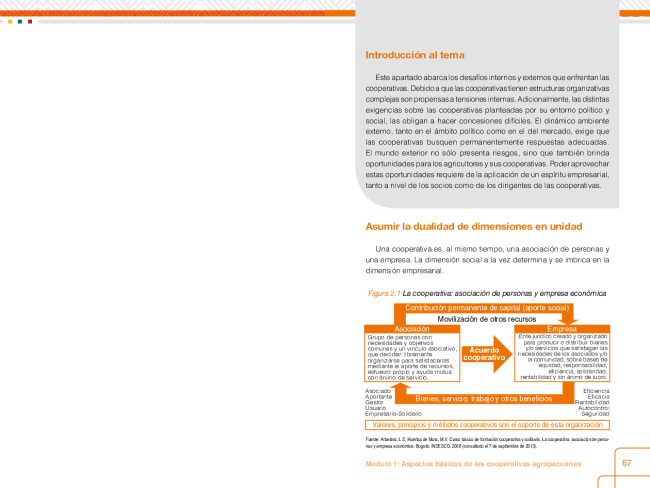 Introducción al tema
Este apartado abarca los desafíos internos y externos que enfrentan las
cooperativas. Debido a que las cooperativas tienen estructuras organizativas
complejas son propensas a tensiones internas. Adicionalmente, las distintas
exigencias sobre las cooperativas planteadas por su entorno político y
social, las obligan a hacer concesiones difíciles. El dinámico ambiente
externo, tanto en el ámbito político como en el del mercado, exige que
las cooperativas busquen permanentemente respuestas adecuadas.
El mundo exterior no sólo presenta riesgos, sino que también brinda
oportunidades para los agricultores y sus cooperativas. Poder aprovechar
estas oportunidades requiere de la aplicación de un espíritu empresarial,
tanto a nivel de los socios como de los dirigentes de las cooperativas.
Asumir la dualidad de dimensiones en unidad
Una cooperativa es, al mismo tiempo, una asociación de personas y
una empresa. La dimensión social a la vez determina y se imbrica en la
dimensión empresarial.
Figura 2.1 La cooperativa: asociación de personas y empresa económica
Contribución permanente de capital (aporte social)
Movilización de otros recursos
Asociación
Grupo de personas con
necesidades y objetivos
comunes y un vínculo asociativo,
que deciden libremente
organizarse para satisfacerlas
mediante el aporte de recursos,
esfuerzo propio y ayuda mutua
con ánimo de servicio.
Acuerdo
cooperativo
Empresa
Ente jurídico creado y organizado
para producir o distribuir bienes
y/o servicios que satisfagan las
necesidades de los asociados y/o
la comunidad, sobre bases de
equidad, responsabilidad,
eficiencia, solidaridad,
rentabilidad y sin ánimo de lucro.
Asociado
Aportante
Gestor
Usuario
Empresario-Solidario
Bienes, servicio, trabajo y otros beneficios
Eficiencia
Eficacia
Rentabilidad
Autocontrol
Seguridad
Valores, principios y métodos cooperativos son el soporte de esta organización
Fuente: Arbeláez, L.E; Huertas de Mora, M.V. Curso básico de formación cooperativa y solidaria: La cooperativa: asociación de perso-
nas y empresa económica. Bogotá: INDESCO, 2006 (consultado el 7 de septiembre de 2010).
Modulo 1: Aspectos básicos de las cooperativas agropecuarias
67